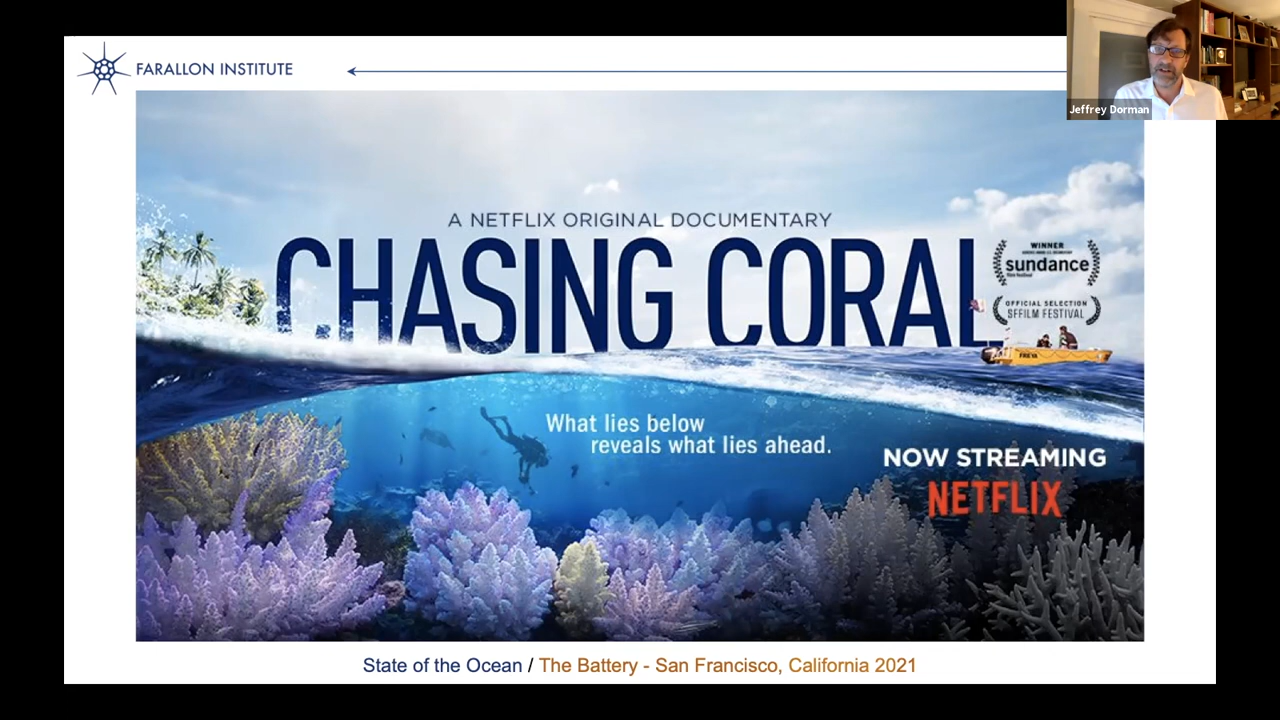 FARALLON INSTITUTE
Jeffrey Dorman
A NETFLIX ORIGINAL DOCUMENTARY
CHASING CORAL
WINNER
sundance
OFFICIAL SELECTION
SFFILM FESTIVAL
FREYA
What lies below
reveals what lies ahead.
NOW STREAMING
NETFLIX
State of the Ocean / The Battery - San Francisco, California 2021